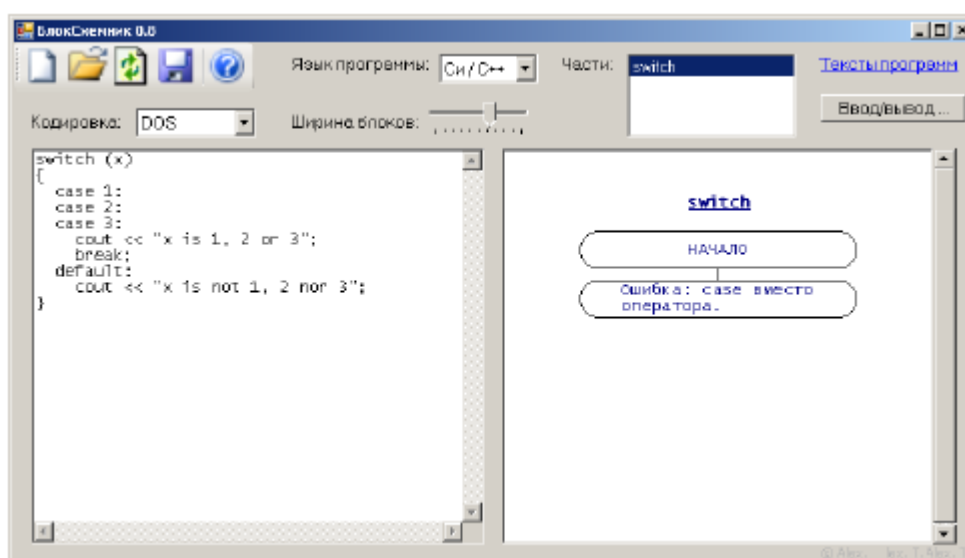 БлокСхемник 0.8
Язык программы: Си/С++ Части: switch Тексты программ
Ввод/вывод...
Кодировка: DOS Ширина блоков:
switch (x)
{
case 1:
case 2:
case 3:
cout << "x is 1, 2 or 3";
break;
default:
cout << "x is not 1, 2 nor 3";
}
switch
НАЧАЛО
Ошибка: case вместо
оператора.